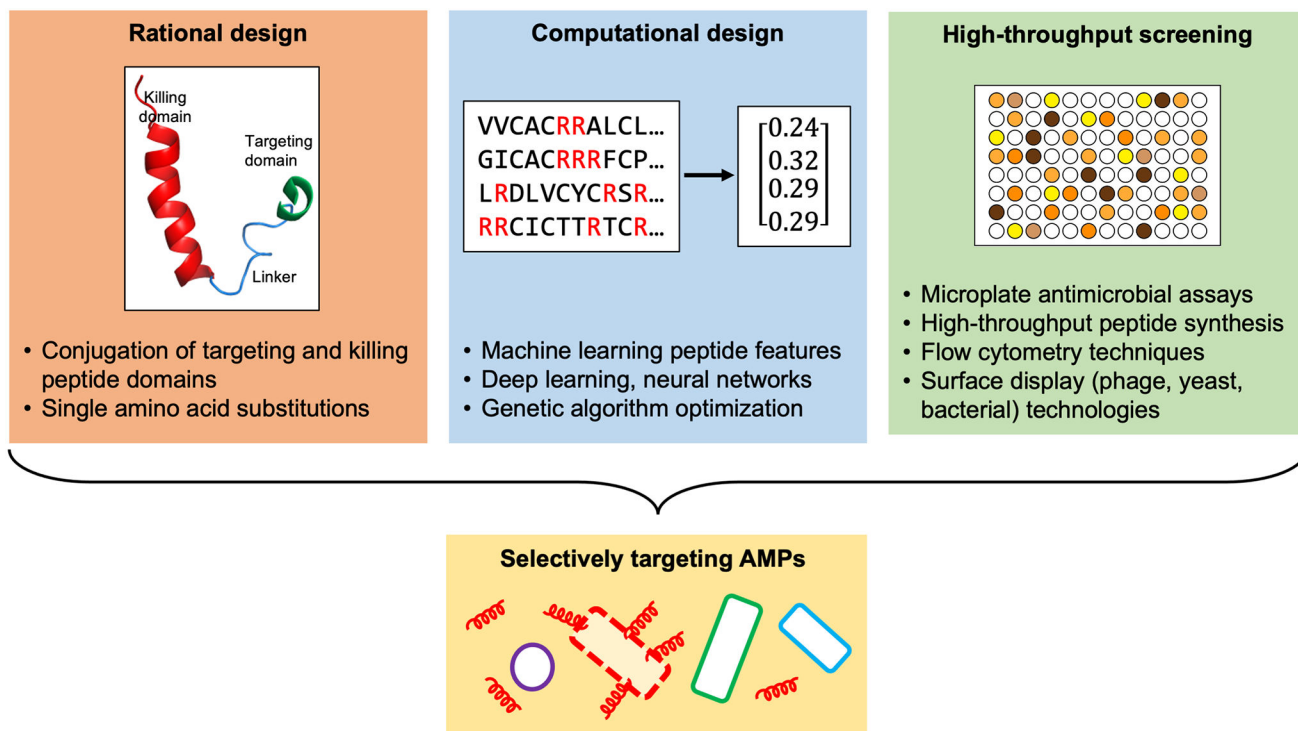 Rational design
Killing
domain
Targeting
domain
Linker
• Conjugation of targeting and killing
peptide domains
• Single amino acid substitutions
Computational design
VVCACRRALCL...
GICACRRRFCP...
LRDLVCYCRSR...
RRCICTTRTCR...
0.24
0.32
0.29
0.29
• Machine learning peptide features
• Deep learning, neural networks
• Genetic algorithm optimization
High-throughput screening
• Microplate antimicrobial assays
• High-throughput peptide synthesis
• Flow cytometry techniques
• Surface display (phage, yeast,
bacterial) technologies
Selectively targeting AMPs